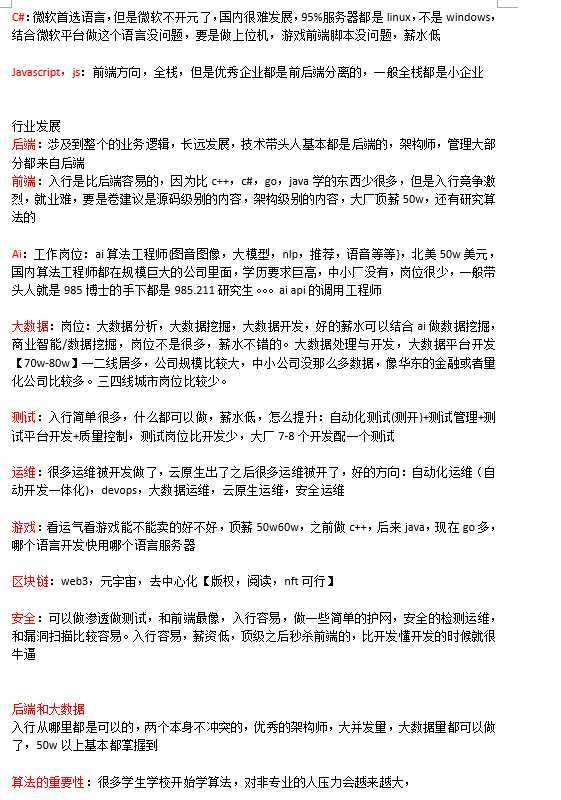 C#：微软首选语言，但是微软不开元了，国内很难发展，95%服务器都是 linux，不是 windows，
结合微软平台做这个语言没问题，要是做上位机，游戏前端脚本没问题，薪水低
Javascript，js：前端方向，全栈，但是优秀企业都是前后端分离的，一般全栈都是小企业
行业发展
后端：涉及到整个的业务逻辑，长远发展，技术带头人基本都是后端的，架构师，管理大部
分都来自后端
前端：入行是比后端容易的，因为比 c++，c#，go，java 学的东西少很多，但是入行竞争激
烈，就业难，要是卷建议是源码级别的内容，架构级别的内容，大厂顶薪 50w，还有研究算
法的
Ai：工作岗位：ai 算法工程师{图音图像，大模型，nlp，推荐，语音等等}，北美 50w 美元，
国内算法工程师都在规模巨大的公司里面，学历要求巨高，中小厂没有，岗位很少，一般带
头人就是 985 博士的手下都是 985.211 研究生。。。ai api 的调用工程师
大数据：岗位：大数据分析，大数据挖掘，大数据开发，好的薪水可以结合 ai 做数据挖掘，
商业智能/数据挖掘，岗位不是很多，薪水不错的。大数据处理与开发，大数据平台开发
【70w-80w】一二线居多，公司规模比较大，中小公司没那么多数据，像华东的金融或者量
化公司比较多。三四线城市岗位比较少。
测试：入行简单很多，什么都可以做，薪水低，怎么提升：自动化测试(测开)+测试管理+测
试平台开发+质量控制，测试岗位比开发少，大厂 7-8 个开发配一个测试
运维：很多运维被开发做了，云原生出了之后很多运维被开了，好的方向：自动化运维（自
动开发一体化)，devops，大数据运维，云原生运维，安全运维
游戏：看运气看游戏能不能卖的好不好，顶薪 50w60w，之前做 c++，后来 java，现在 go 多，
哪个语言开发快用哪个语言服务器
区块链：web3，元宇宙，去中心化【版权，阅读，nft 可行】
安全：可以做渗透做测试，和前端最像，入行容易，做一些简单的护网，安全的检测运维，
和漏洞扫描比较容易。入行容易，薪资低，顶级之后秒杀前端的，比开发懂开发的时候就很
牛逼
后端和大数据
入行从哪里都是可以的，两个本身不冲突的，优秀的架构师，大并发量，大数据量都可以做
了，50w 以上基本都掌握到
算法的重要性：很多学生学校开始学算法，对非专业的人压力会越来越大，